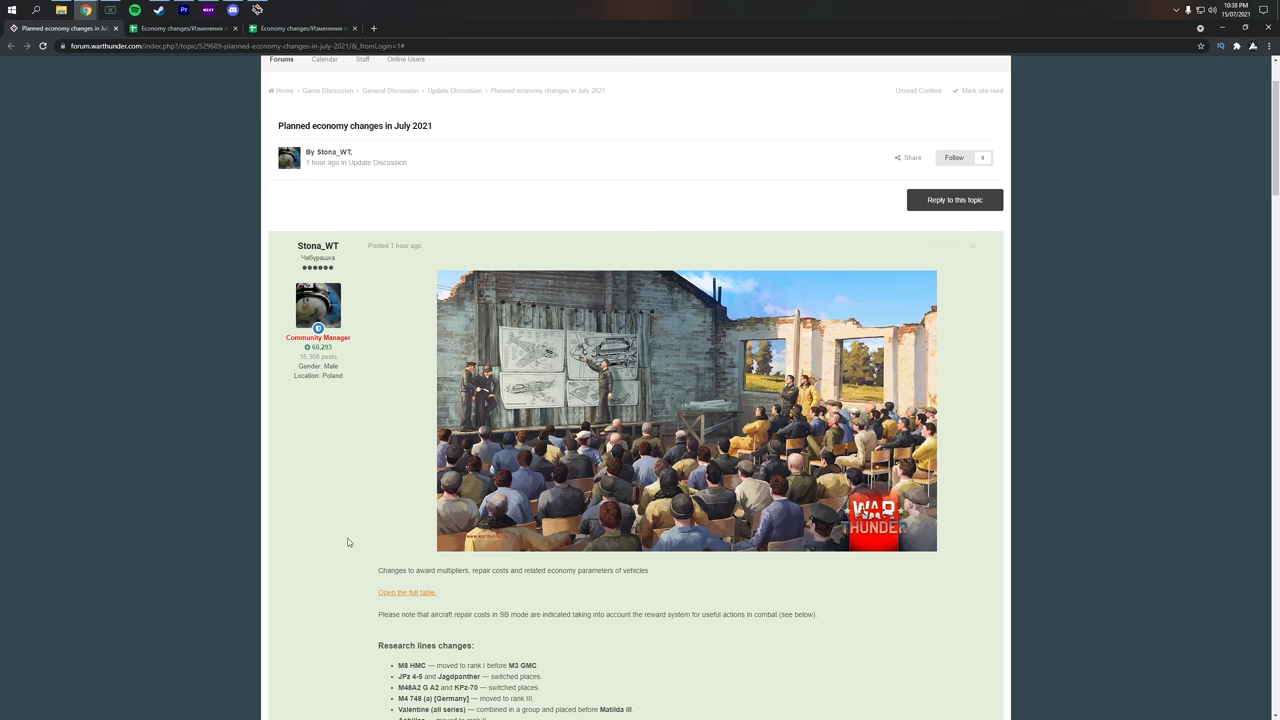 10:38 PM
15/07/2021
Planned economy changes in Jul
Economy changes/Изменения
Economy changes/Изменения
forum.warthunder.com/index.php?/topic/529689-planned-economy-changes-in-july-2021/&_fromLogin=1#
Forums Calendar Staff Online Users
Home > Game Discussion > General Discussion > Update Discussion > Planned economy changes in July 2021
Unread Content Mark site read
Planned economy changes in July 2021
By Stona_WT,
1 hour ago in Update Discussion
Share Follow
Reply to this topic
Stona_WT
Чебурашка
Posted 1 hour ago
Community Manager
60,293
16,368 posts
Gender: Male
Location: Poland
WAR
THUNDER
Changes to award multipliers, repair costs and related economy parameters of vehicles
Open the full table.
Please note that aircraft repair costs in SB mode are indicated taking into account the reward system for useful actions in combat (see below).
Research lines changes:
M8 HMC — moved to rank I before M3 GMC.
JPz 4-5 and Jagdpanther — switched places.
M48A2 G A2 and KPz-70 — switched places.
M4 748 (a) [Germany] — moved to rank III.
Valentine (all series) — combined in a group and placed before Matilda III.
Achilles — moved to rank II